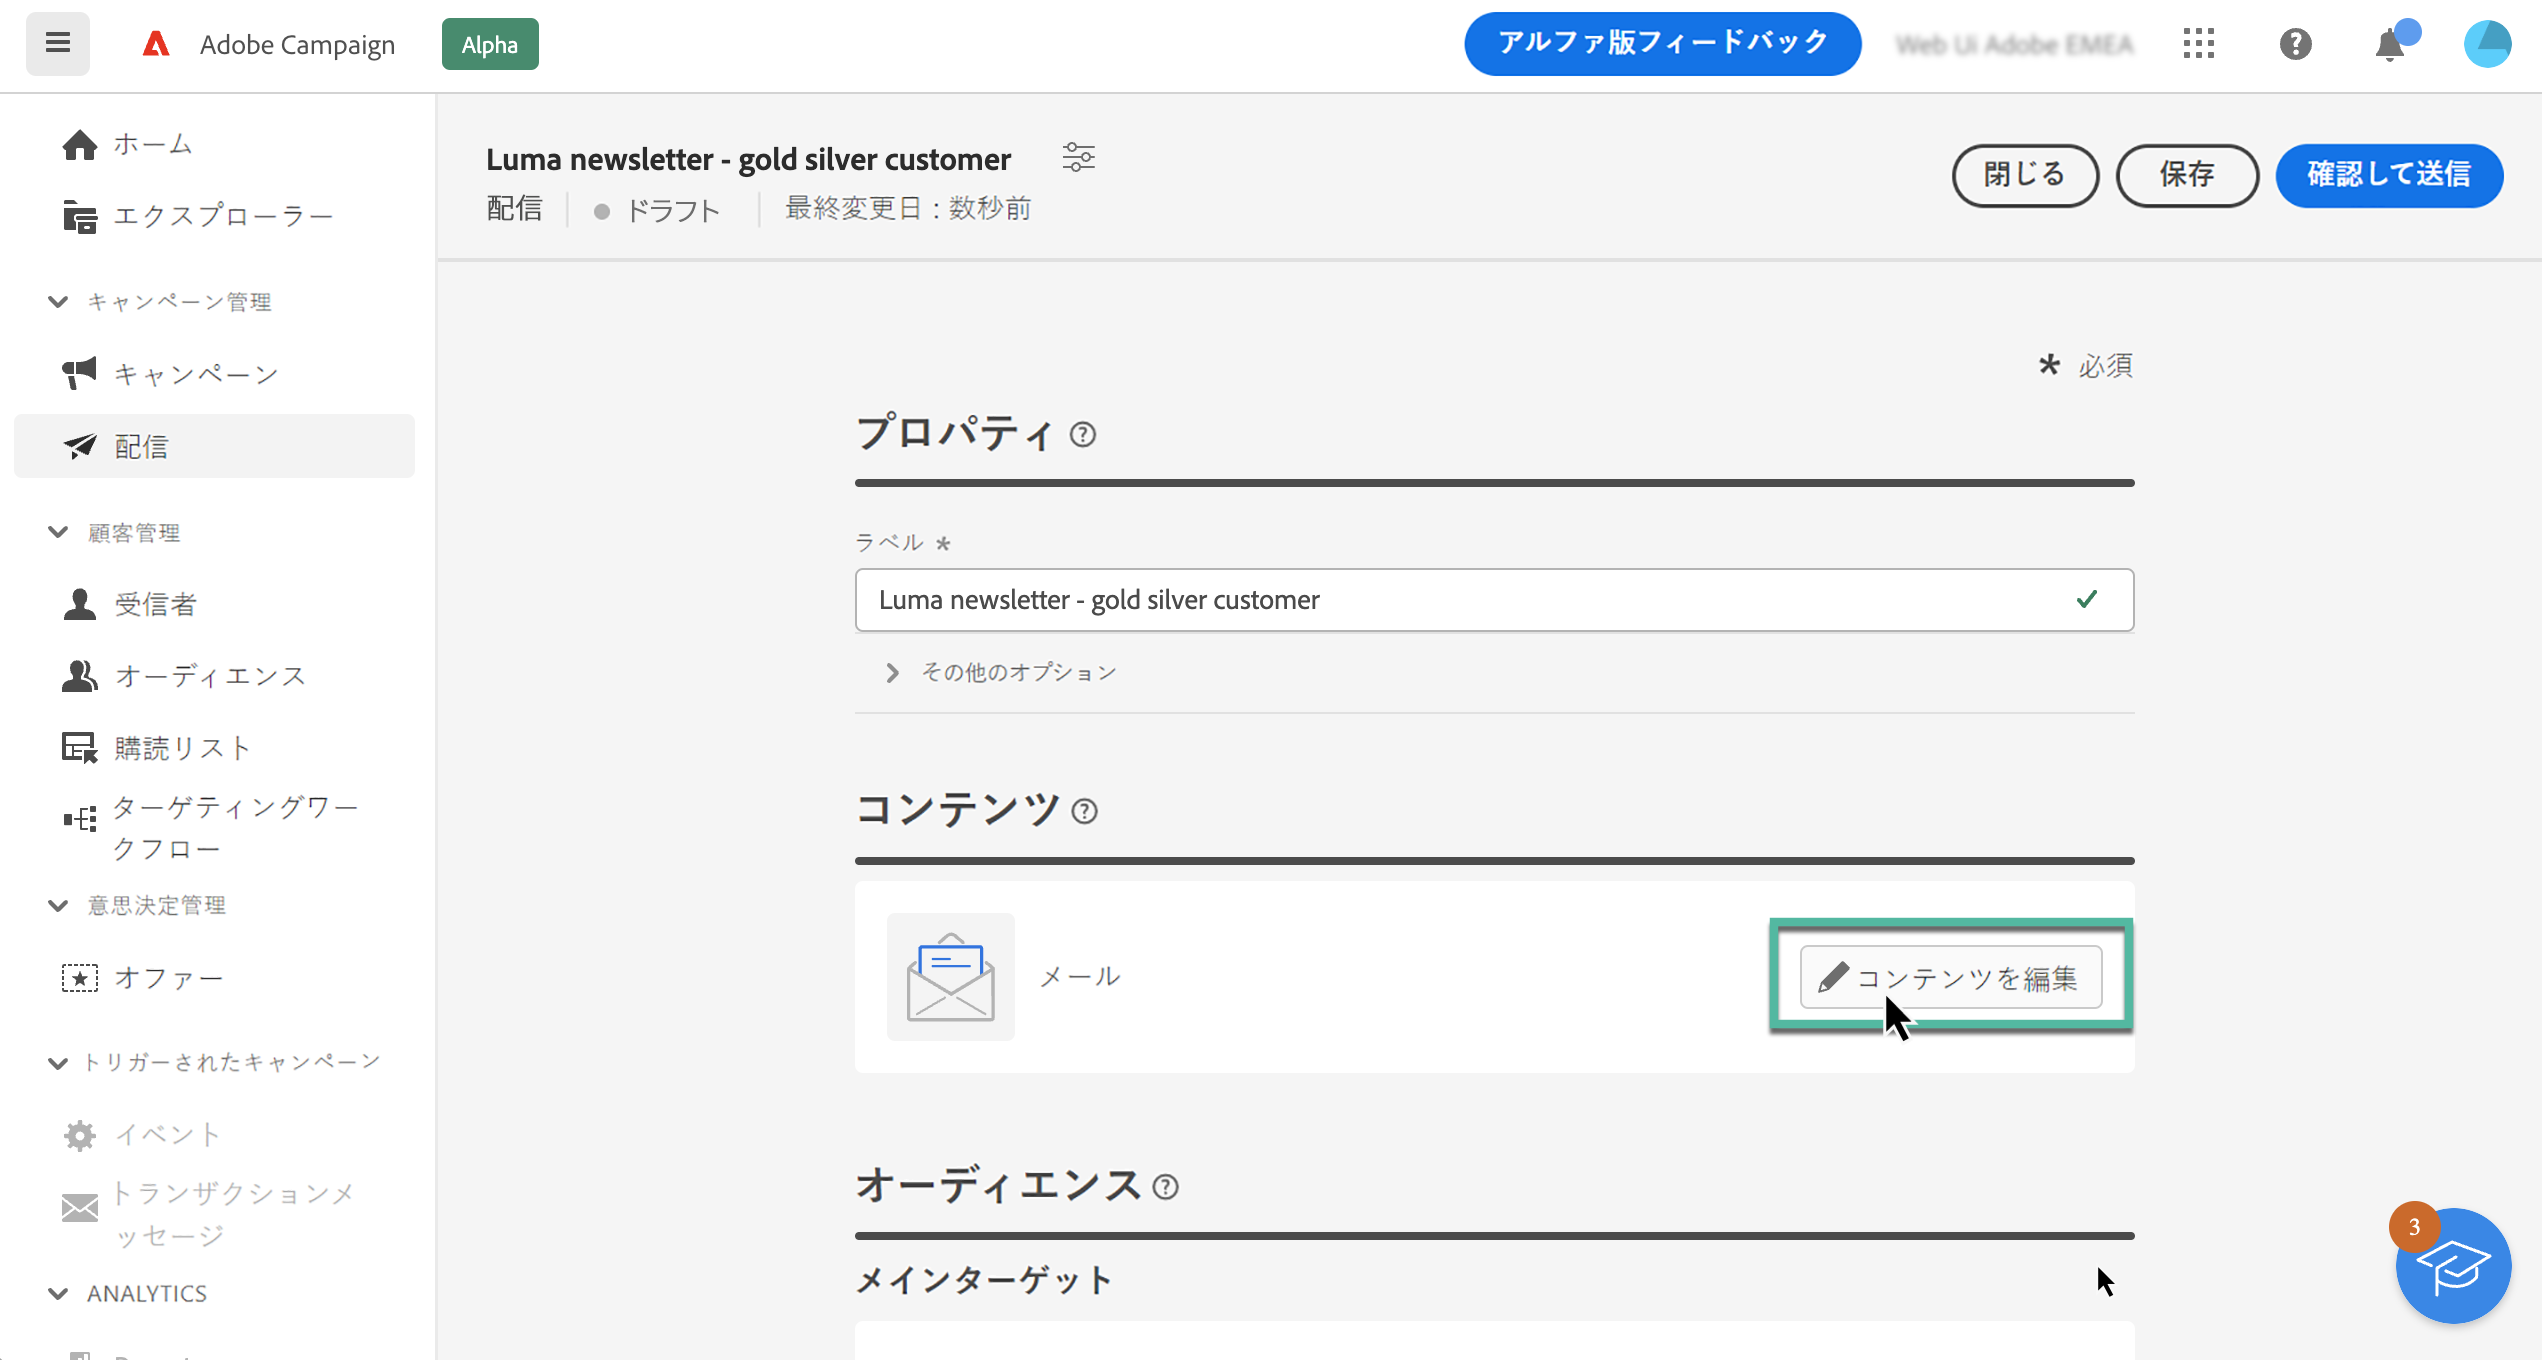 Adobe Campaign
Alpha
アルファ版フィードバック
Web Ui Adobe EMEA
ホーム
エクスプローラー
キャンペーン管理
キャンペーン
配信
顧客管理
受信者
オーディエンス
購読リスト
ターゲティングワー
クフロー
意思決定管理
オファー
トリガーされたキャンペーン
イベント
トランザクションメ
ッセージ
ANALYTICS
Luma newsletter - gold silver customer
配信
ドラフト
最終変更日 : 数秒前
閉じる
保存
確認して送信
* 必須
プロパティ
ラベル *
Luma newsletter - gold silver customer
その他のオプション
コンテンツ
メール
コンテンツを編集
オーディエンス
メインターゲット
3